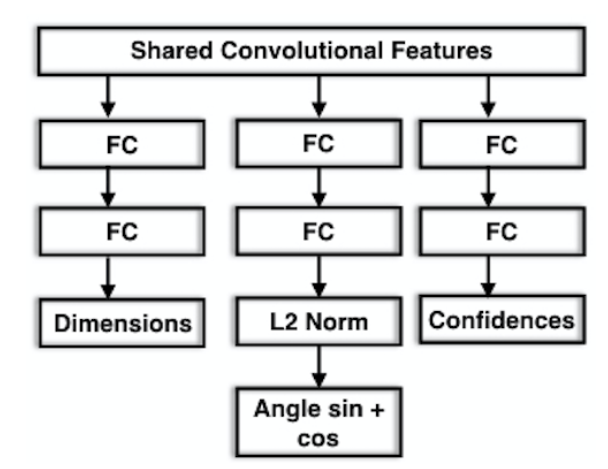 Shared Convolutional Features
FC
FC
FC
FC
FC
FC
Dimensions
L2 Norm
Confidences
Angle sin +
cos